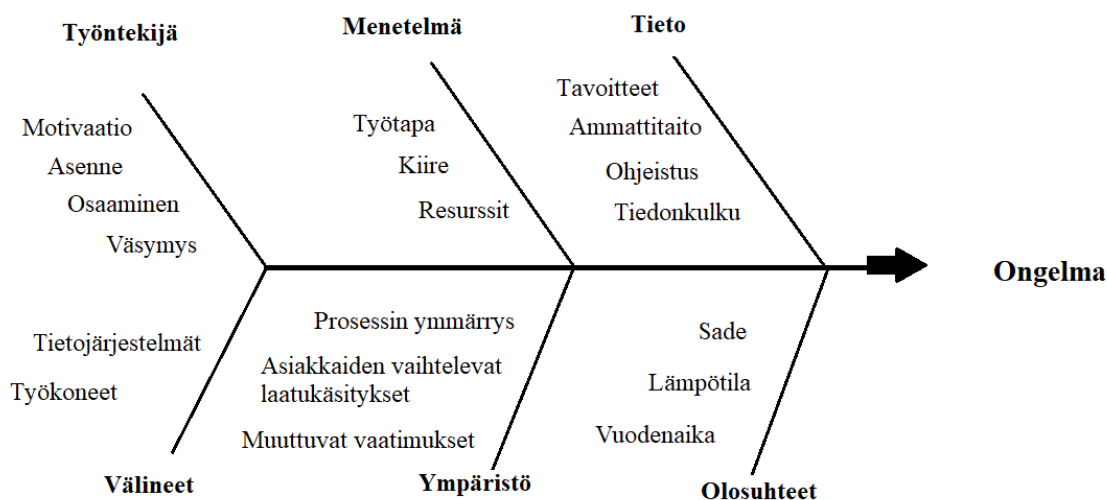 Työntekijä
Menetelmä
Tieto
Motivaatio
Asenne
Osaaminen
Väsymys
Työtapa
Kiire
Resurssit
Tavoitteet
Ammattitaito
Ohjeistus
Tiedonkulku
Ongelma
Tietojärjestelmät
Työkoneet
Prosessin ymmärrys
Asiakkaiden vaihtelevat
laatukäsitykset
Muuttuvat vaatimukset
Sade
Lämpötila
Vuodenaika
Välineet
Ympäristö
Olosuhteet